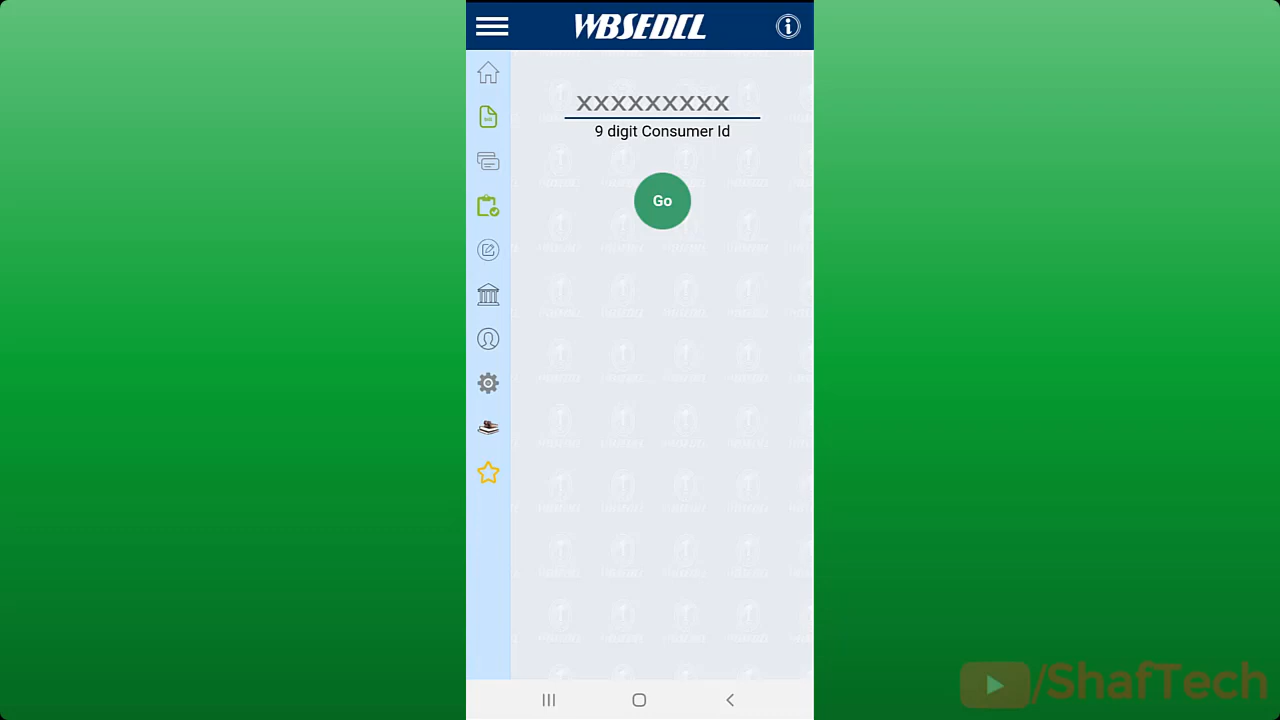 WBSEDCL
XXXXXXXXX
9 digit Consumer Id
Go
/ShafTech